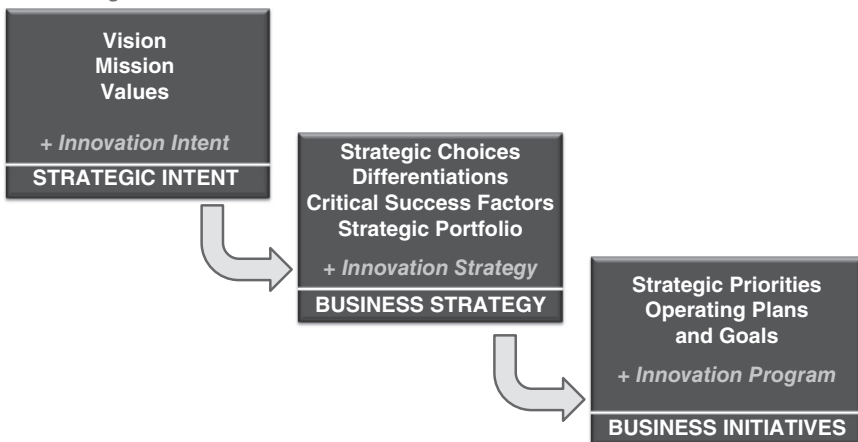 Vision
Mission
Values
+ Innovation Intent
STRATEGIC INTENT
Strategic Choices
Differentiations
Critical Success Factors
Strategic Portfolio
+ Innovation Strategy
BUSINESS STRATEGY
Strategic Priorities
Operating Plans
and Goals
+ Innovation Program
BUSINESS INITIATIVES